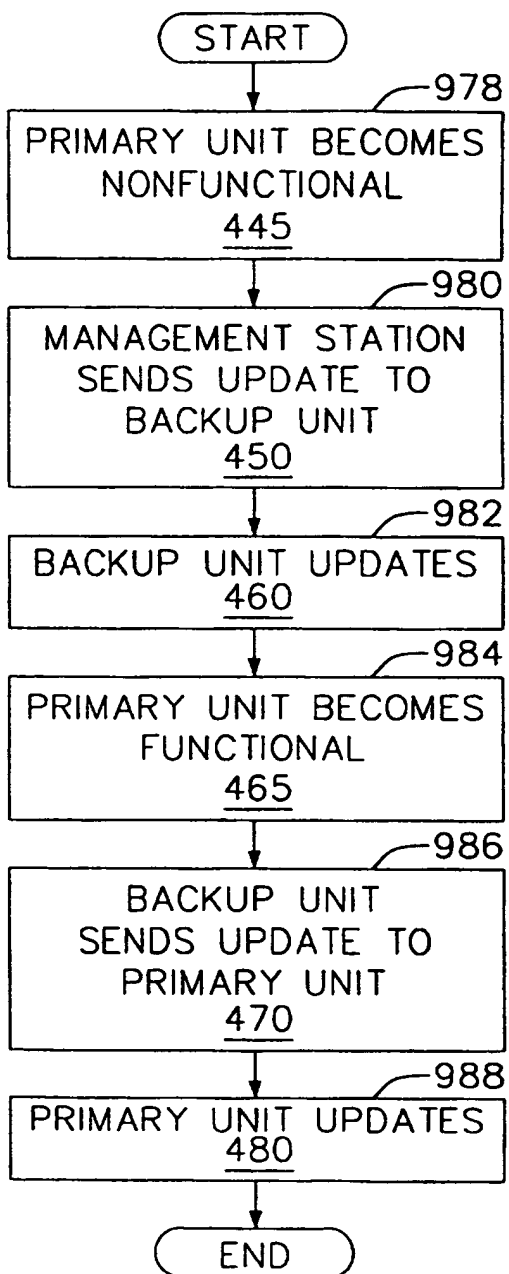 START
978
PRIMARY UNIT BECOMES
NONFUNCTIONAL
445
980
MANAGEMENT STATION
SENDS UPDATE TO
BACKUP UNIT
450
982
BACKUP UNIT UPDATES
460
984
PRIMARY UNIT BECOMES
FUNCTIONAL
465
986
BACKUP UNIT
SENDS UPDATE TO
PRIMARY UNIT
470
988
PRIMARY UNIT UPDATES
480
END